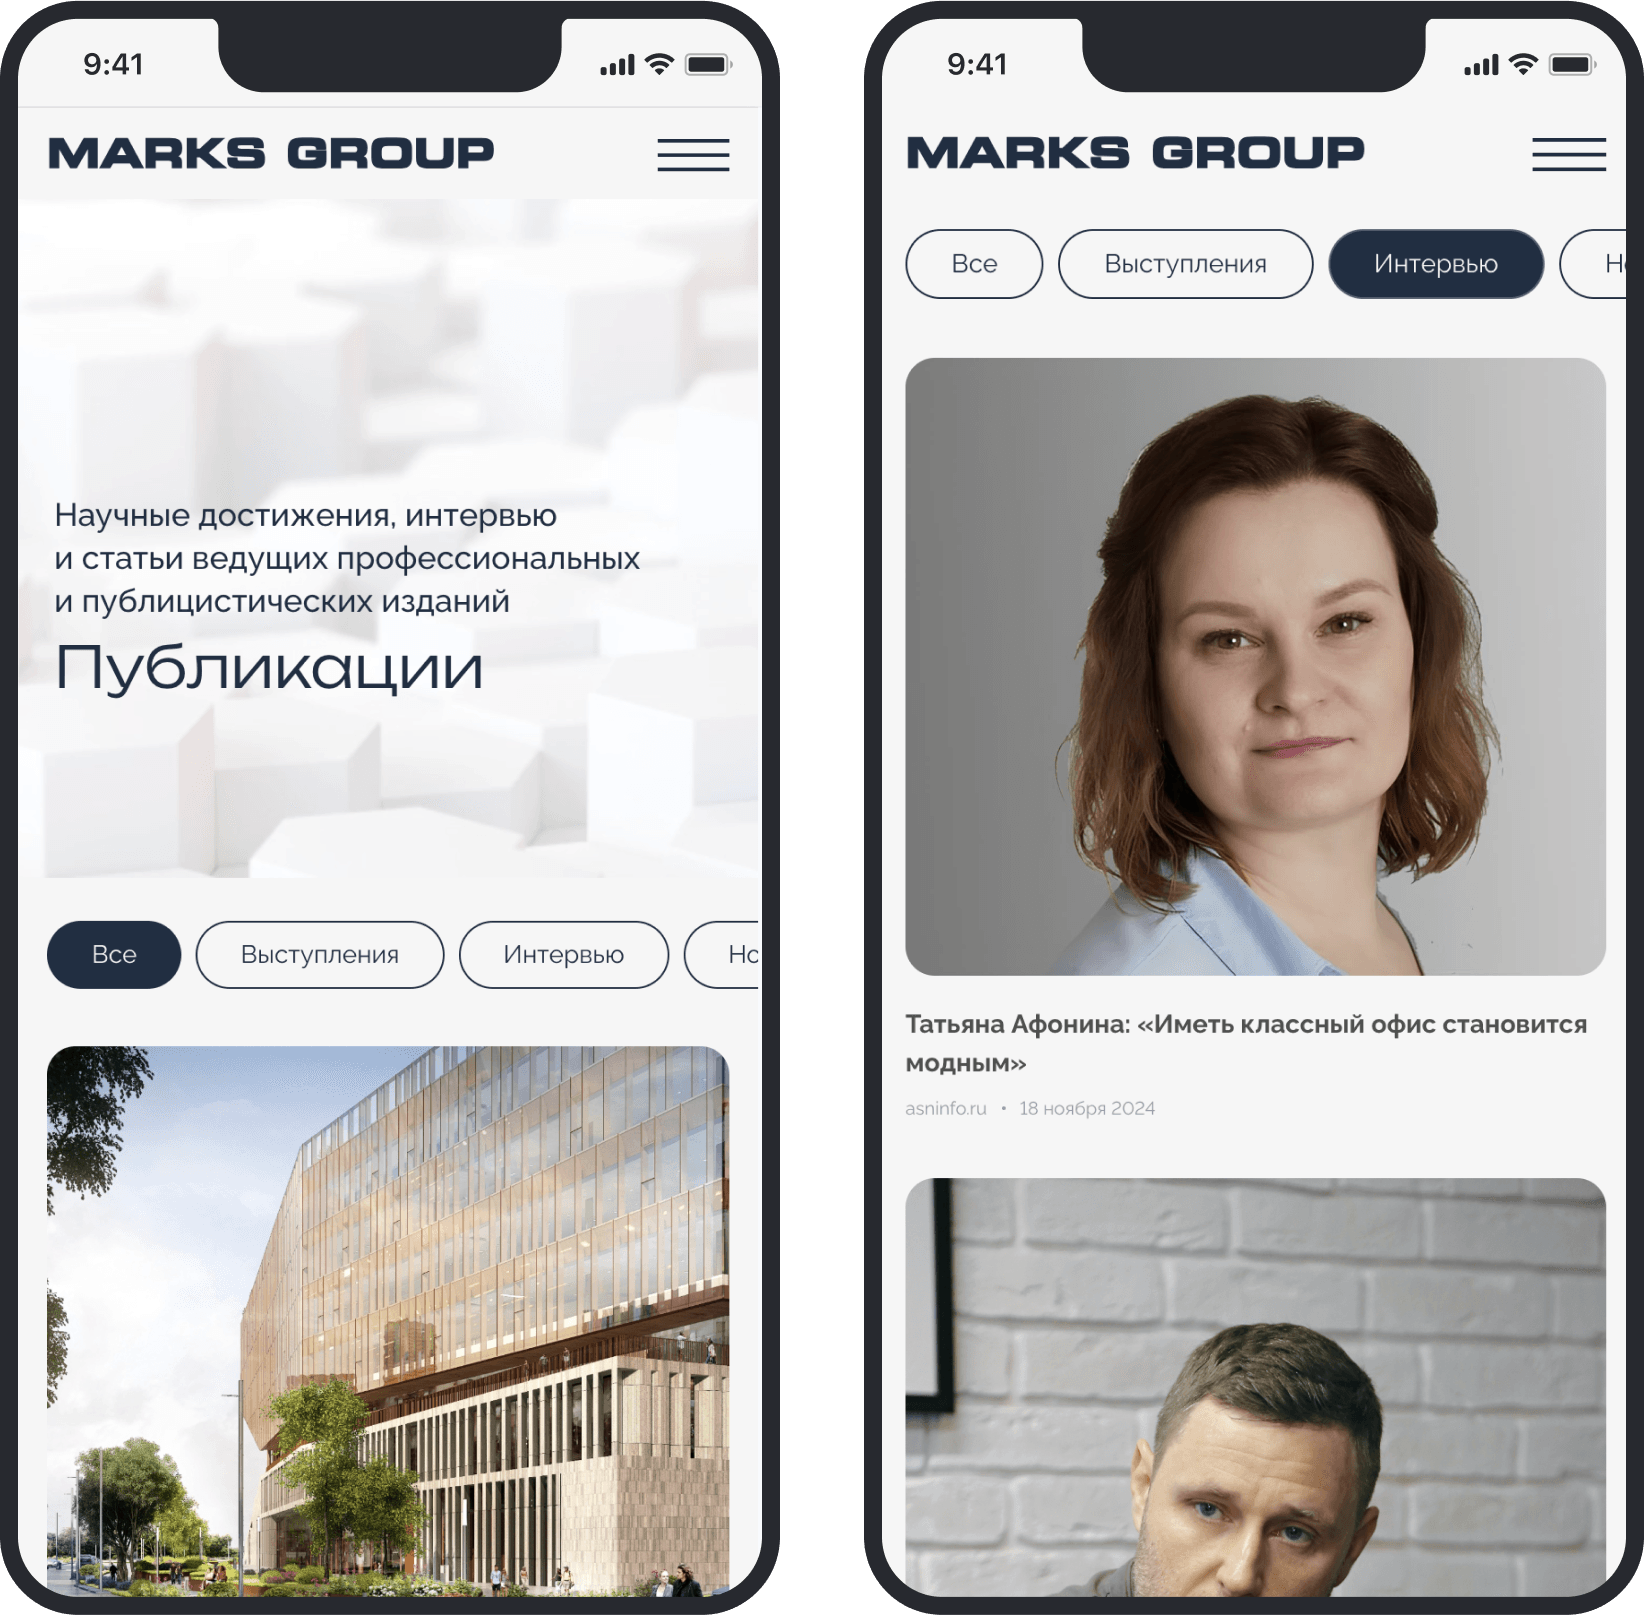 9:41
MARKS GROUP
Научные достижения, интервью
и статьи ведущих профессиональных
и публицистических изданий
Публикации
Все
Выступления
Интервью
9:41
MARKS GROUP
Все
Выступления
Интервью
Татьяна Афонина: «Иметь классный офис становится
модным»
asninfo.ru • 18 ноября 2024